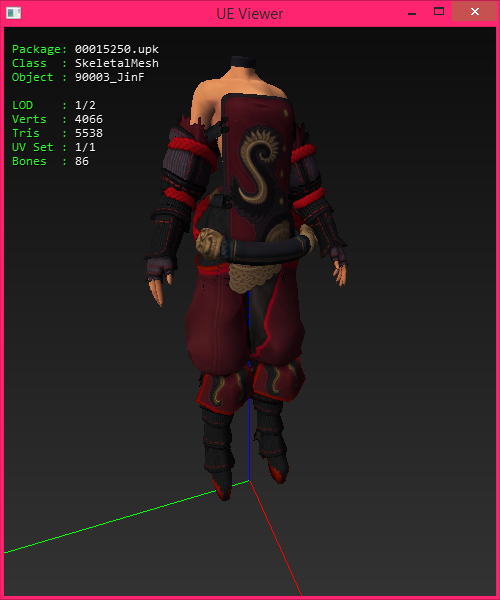 UE Viewer
Package: 00015250.upk
Class : SkeletalMesh
Object : 90003_JinF
LOD : 1/2
Verts : 4066
Tris : 5538
UV Set : 1/1
Bones : 86